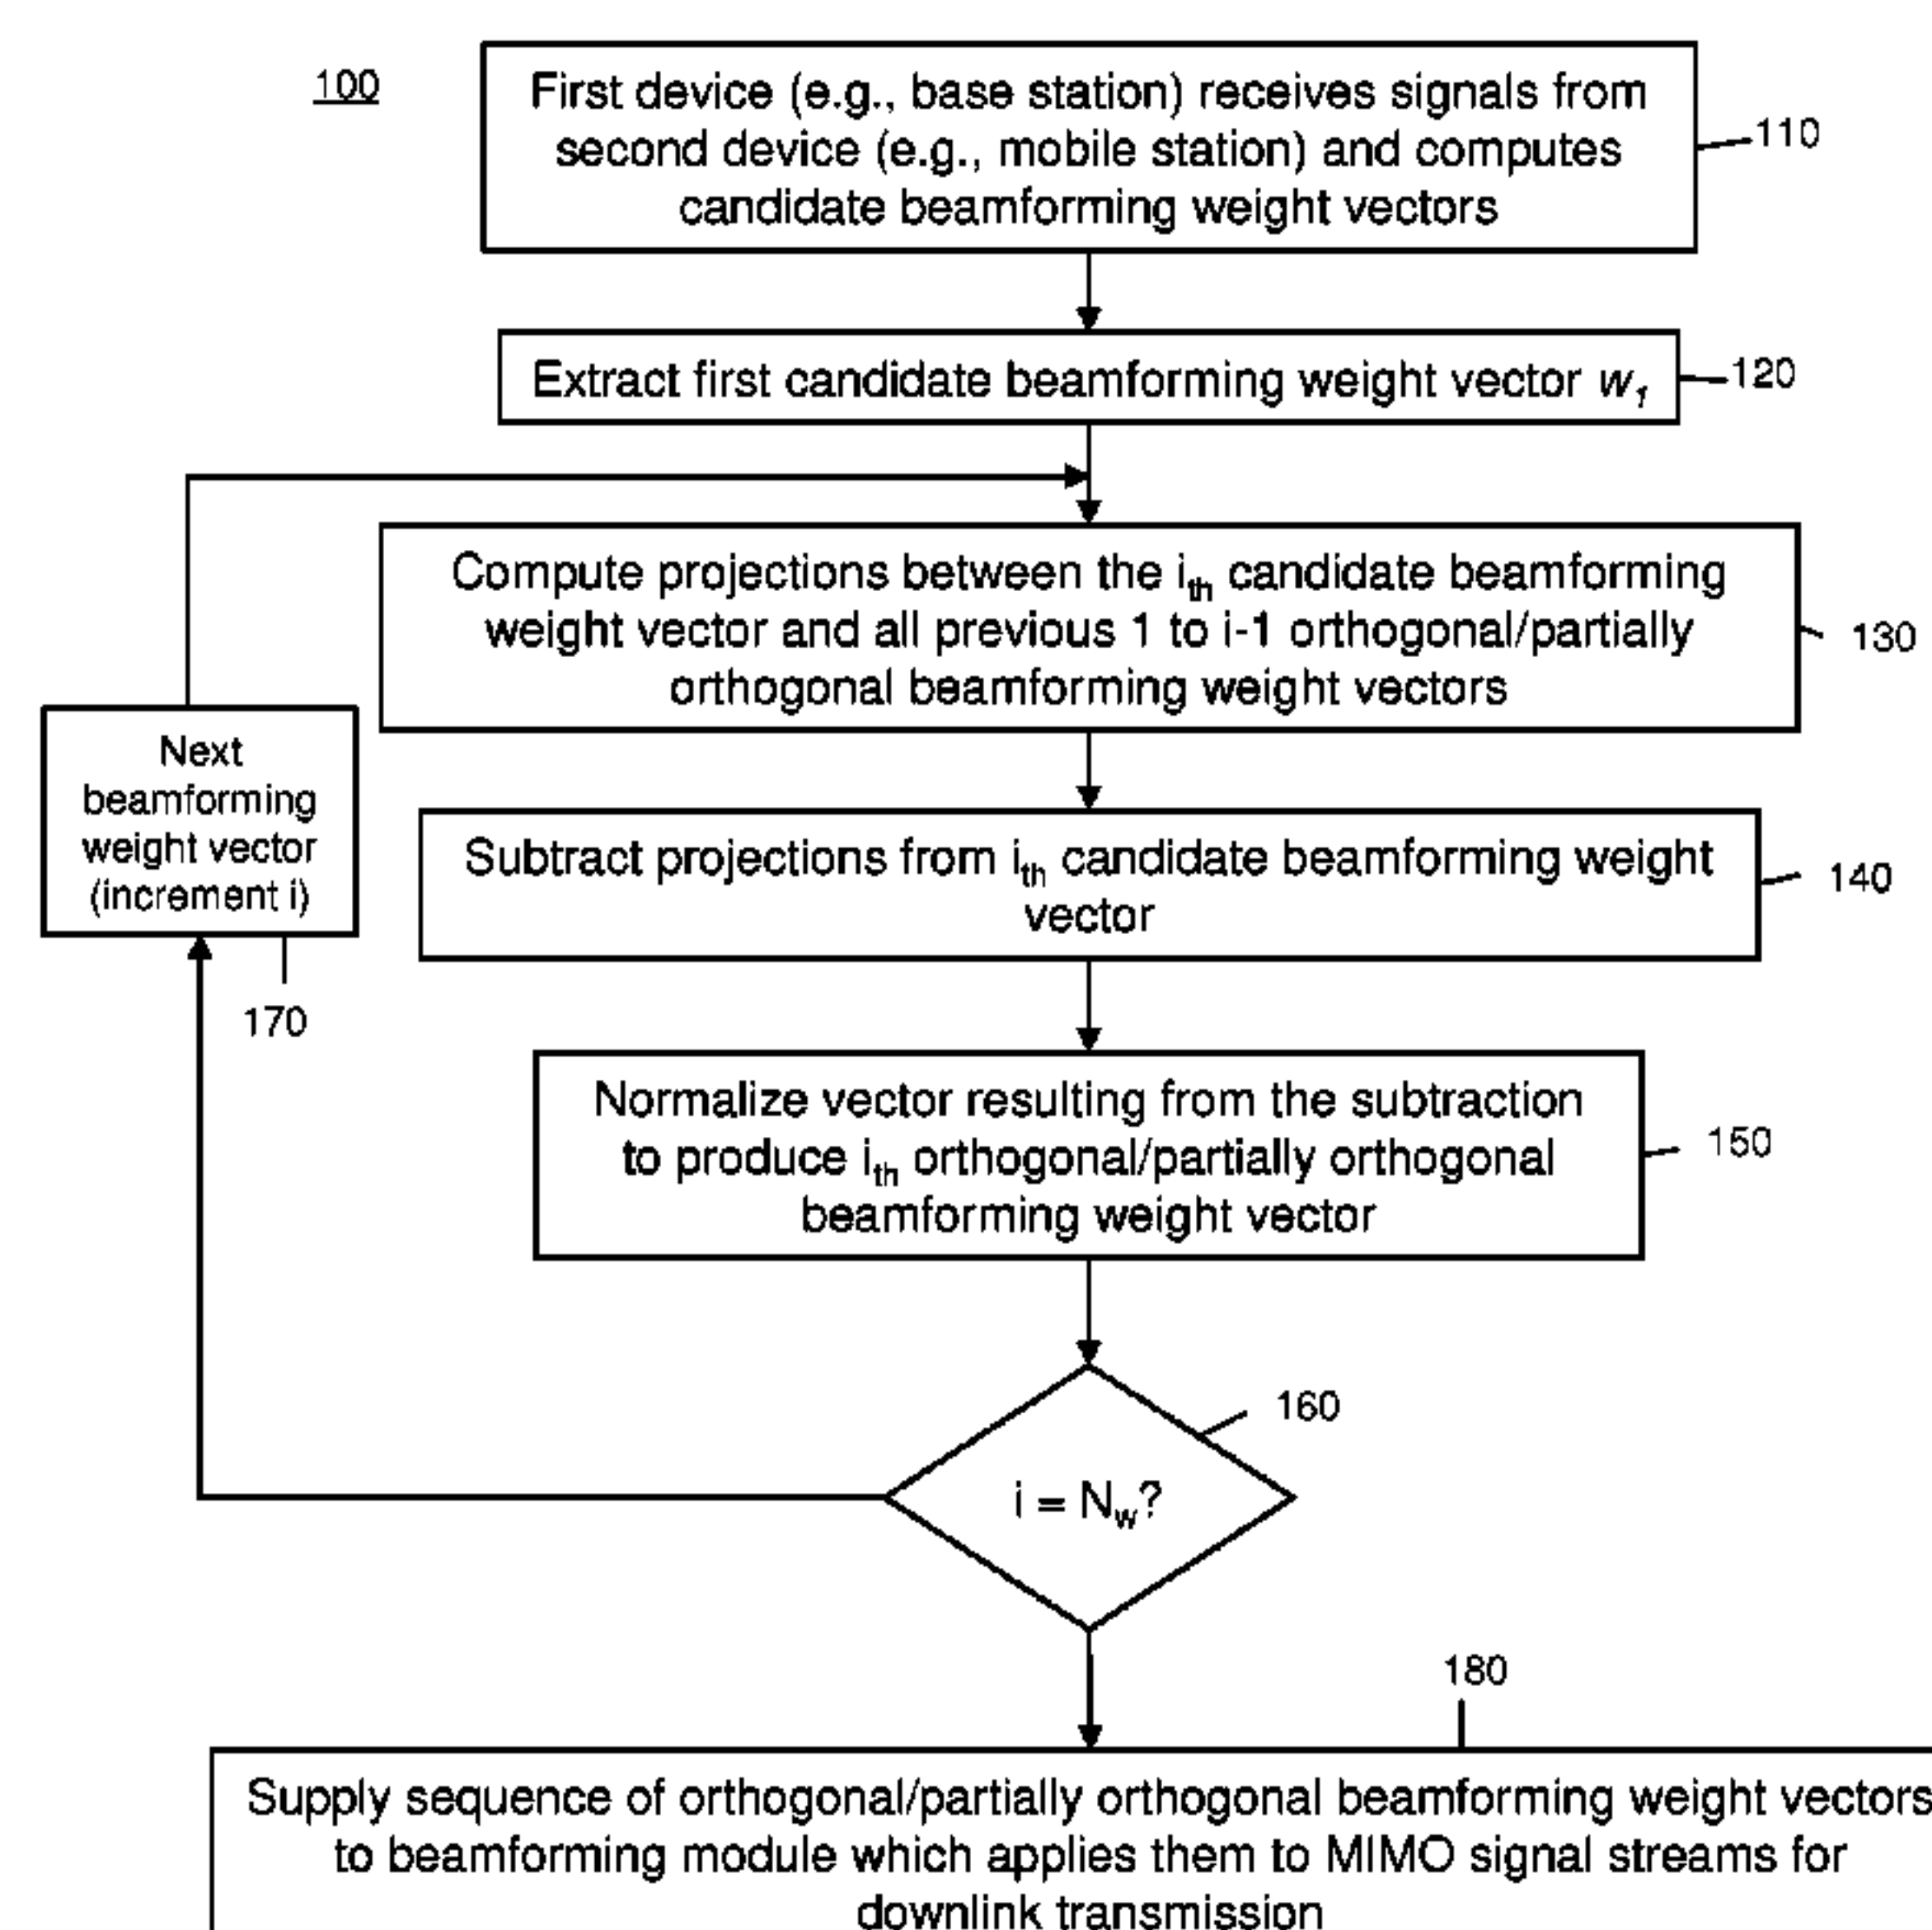 100
First device (e.g., base station) receives signals from
second device (e.g., mobile station) and computes
candidate beamforming weight vectors
110
Extract first candidate beamforming weight vector w1
120
Compute projections between the ith candidate beamforming
weight vector and all previous 1 to i-1 orthogonal/partially
orthogonal beamforming weight vectors
130
Next
beamforming
weight vector
(increment i)
170
Subtract projections from ith candidate beamforming weight
vector
140
Normalize vector resulting from the subtraction
to produce ith orthogonal/partially orthogonal
beamforming weight vector
150
160
i = Nw?
180
Supply sequence of orthogonal/partially orthogonal beamforming weight vectors
to beamforming module which applies them to MIMO signal streams for
downlink transmission